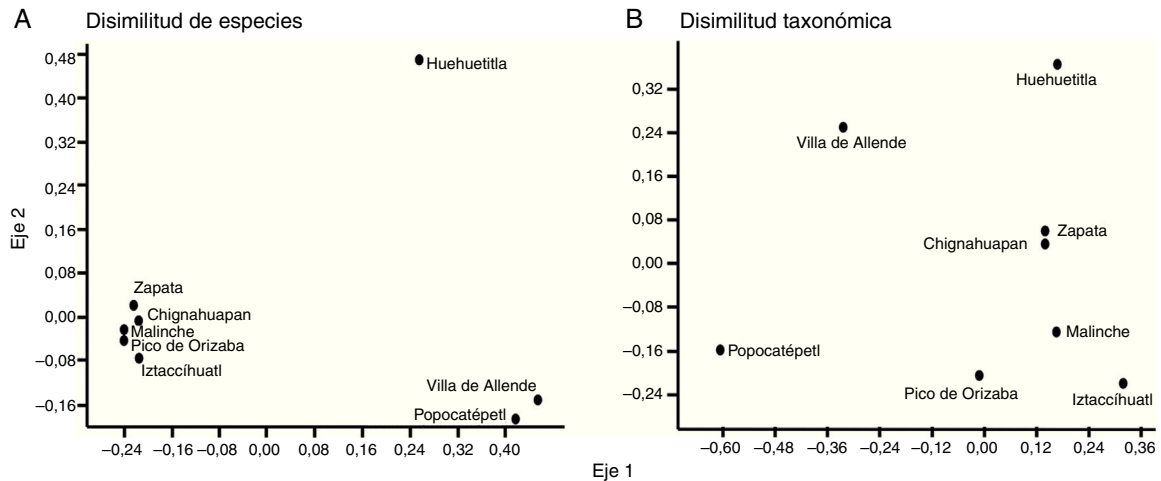 A Disimilitud de especies
0,48
0,40
0,32
0,24
0,16
0,08
0,00
–0,08
–0,16
Eje 2
Huehuetitla
Zapata
Chignahuapan
Malinche
Pico de Orizaba
Iztaccíhuatl
Villa de Allende
Popocatépetl
–0,24 –0,16 –0,08 0,00 0,08 0,16 0,24 0,32 0,40
B Disimilitud taxonómica
0,32
0,24
0,16
0,08
0,00
–0,08
–0,16
–0,24
Huehuetitla
Villa de Allende
Zapata
Chignahuapan
Malinche
Popocatépetl
Pico de Orizaba
Iztaccíhuatl
–0,60 –0,48 –0,36 –0,24 –0,12 0,00 0,12 0,24 0,36
Eje 1